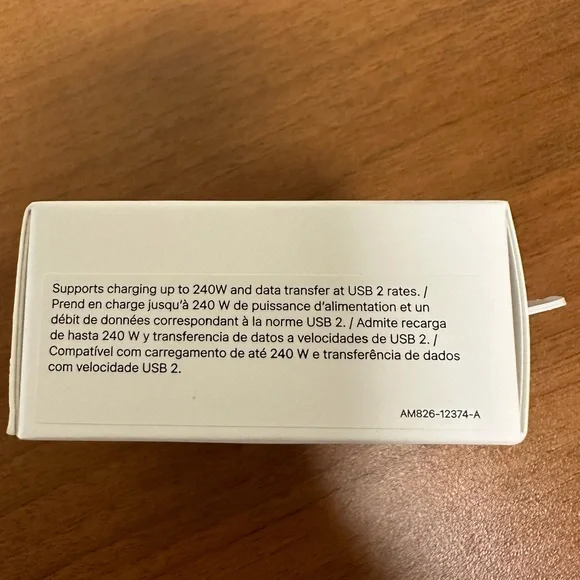 Supports charging up to 240W and data transfer at USB 2 rates. /
Prend en charge jusqu'à 240 W de puissance d'alimentation et un
débit de données correspondant à la norme USB 2. / Admite recarga
de hasta 240 W y transferencia de datos a velocidades de USB 2. /
Compatível com carregamento de até 240 W e transferência de dados
com velocidade USB 2.
AM826-12374-A